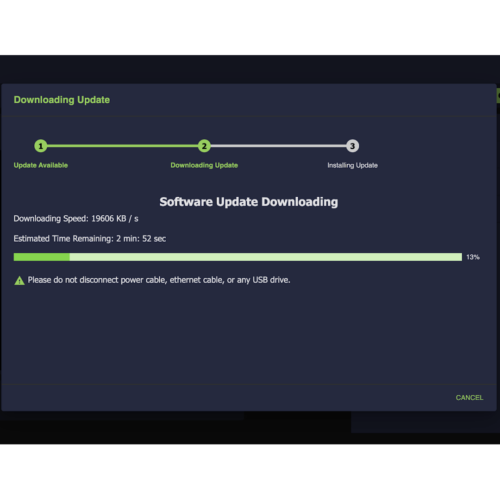 Downloading Update
1
2
3
Update Available
Downloading Update
Installing Update
Software Update Downloading
Downloading Speed: 19606 KB / s
Estimated Time Remaining: 2 min: 52 sec
13%
Please do not disconnect power cable, ethernet cable, or any USB drive.
CANCEL